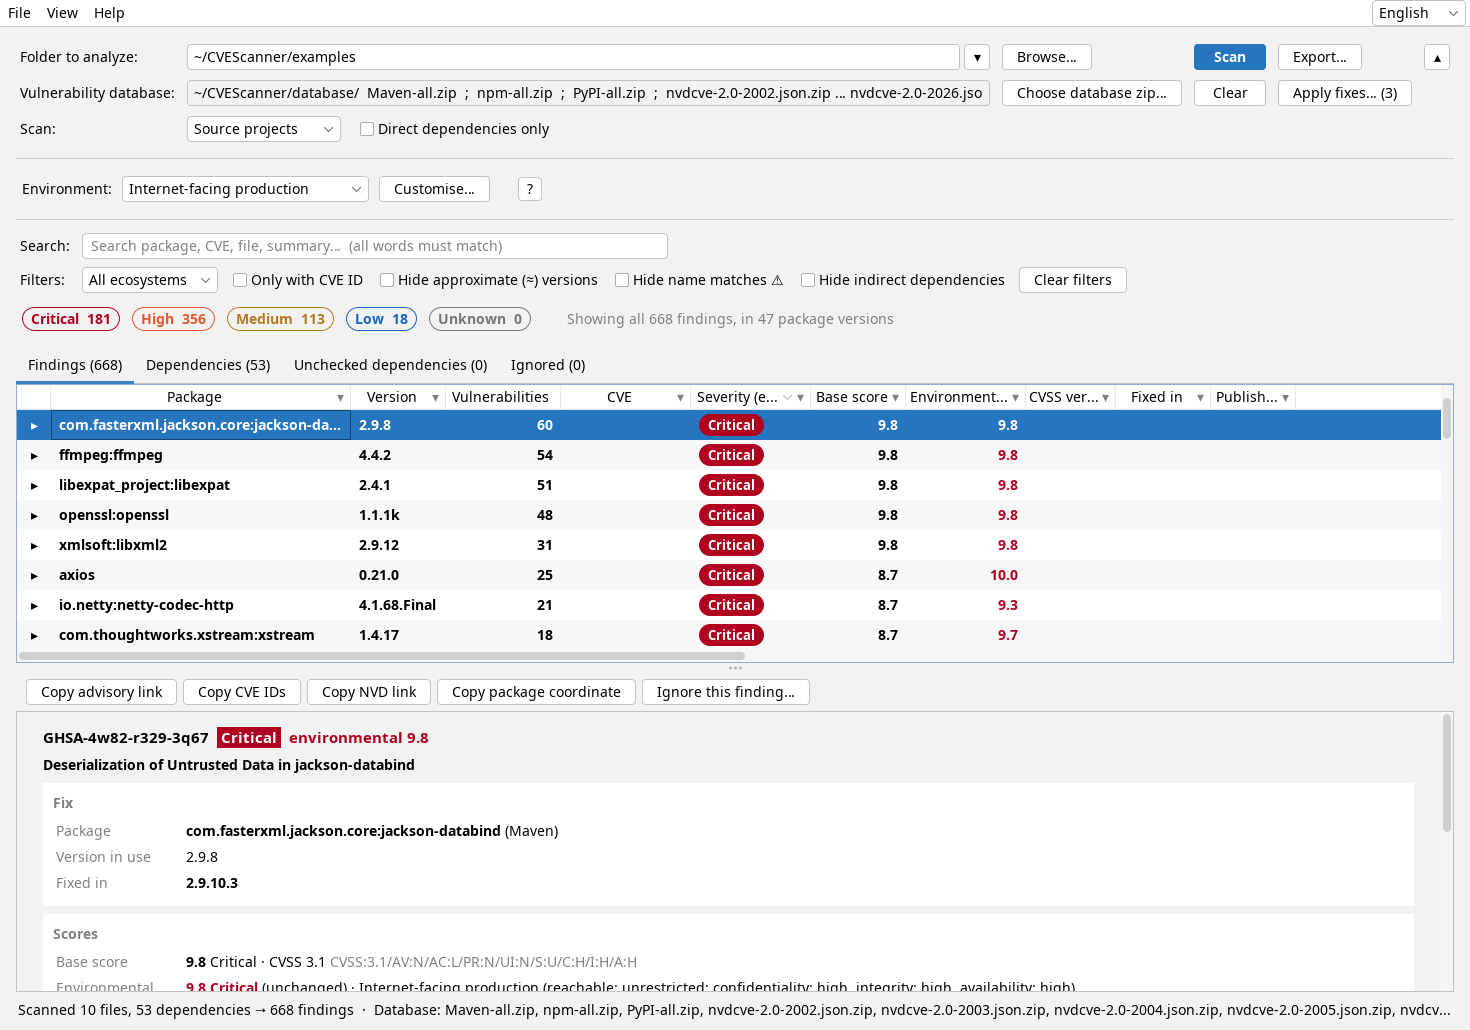 File View Help English
Folder to analyze: ~/CVEScanner/examples ▾ Browse... Scan Export... ▴
Vulnerability database: ~/CVEScanner/database/ Maven-all.zip ; npm-all.zip ; PyPI-all.zip ; nvdcve-2.0-2002.json.zip ... nvdcve-2.0-2026.jso Choose database zip... Clear Apply fixes... (3)
Scan: Source projects Direct dependencies only
Environment: Internet-facing production Customise... ?
Search: Search package, CVE, file, summary... (all words must match)
Filters: All ecosystems Only with CVE ID Hide approximate (≈) versions Hide name matches ⚠ Hide indirect dependencies Clear filters
Critical 181 High 356 Medium 113 Low 18 Unknown 0 Showing all 668 findings, in 47 package versions
Findings (668) Dependencies (53) Unchecked dependencies (0) Ignored (0)
Package ▾ Version ▾ Vulnerabilities CVE ▾ Severity (e... ▾ Base score ▾ Environment... ▾ CVSS ver... ▾ Fixed in ▾ Publish... ▾
▸ com.fasterxml.jackson.core:jackson-da... 2.9.8 60 Critical 9.8 9.8
▸ ffmpeg:ffmpeg 4.4.2 54 Critical 9.8 9.8
▸ libexpat_project:libexpat 2.4.1 51 Critical 9.8 9.8
▸ openssl:openssl 1.1.1k 48 Critical 9.8 9.8
▸ xmlsoft:libxml2 2.9.12 31 Critical 9.8 9.8
▸ axios 0.21.0 25 Critical 8.7 10.0
▸ io.netty:netty-codec-http 4.1.68.Final 21 Critical 8.7 9.3
▸ com.thoughtworks.xstream:xstream 1.4.17 18 Critical 8.7 9.7
Copy advisory link Copy CVE IDs Copy NVD link Copy package coordinate Ignore this finding...
GHSA-4w82-r329-3q67 Critical environmental 9.8
Deserialization of Untrusted Data in jackson-databind
Fix
Package com.fasterxml.jackson.core:jackson-databind (Maven)
Version in use 2.9.8
Fixed in 2.9.10.3
Scores
Base score 9.8 Critical · CVSS 3.1 CVSS:3.1/AV:N/AC:L/PR:N/UI:N/S:U/C:H/I:H/A:H
Environmental 9.8 Critical (unchanged) · Internet-facing production (reachable: unrestricted; confidentiality: high, integrity: high, availability: high)
Scanned 10 files, 53 dependencies → 668 findings · Database: Maven-all.zip, npm-all.zip, PyPI-all.zip, nvdcve-2.0-2002.json.zip, nvdcve-2.0-2003.json.zip, nvdcve-2.0-2004.json.zip, nvdcve-2.0-2005.json.zip, nvdcv...